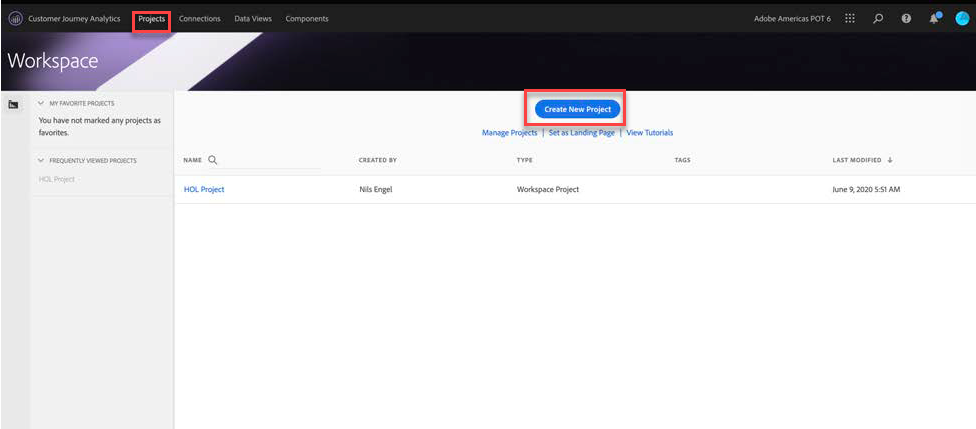 Customer Journey Analytics Projects Connections Data Views Components Adobe Americas POT 6
Workspace
MY FAVORITE PROJECTS
You have not marked any projects as
favorites.
FREQUENTLY VIEWED PROJECTS
HOL Project
Create New Project
Manage Projects | Set as Landing Page | View Tutorials
NAME CREATED BY TYPE TAGS LAST MODIFIED
HOL Project Nils Engel Workspace Project June 9, 2020 5:51 AM